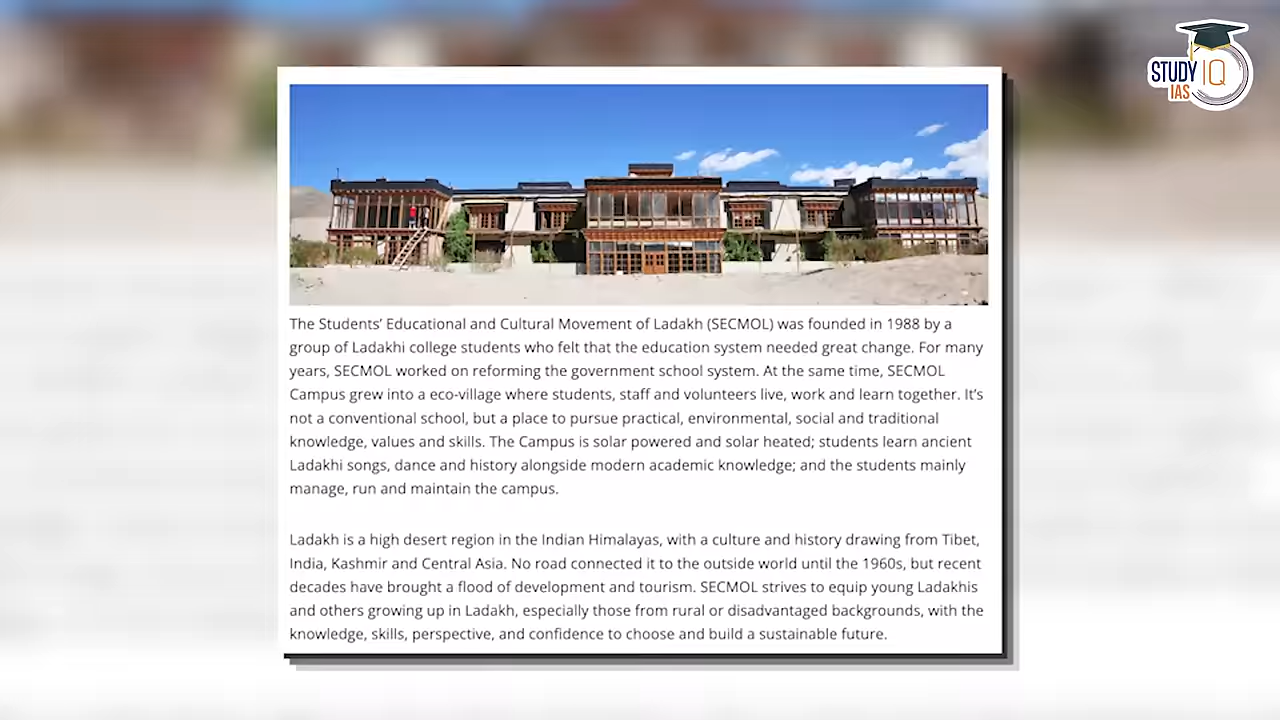 STUDY IQ
IAS
The Students' Educational and Cultural Movement of Ladakh (SECMOL) was founded in 1988 by a
group of Ladakhi college students who felt that the education system needed great change. For many
years, SECMOL worked on reforming the government school system. At the same time, SECMOL
Campus grew into a eco-village where students, staff and volunteers live, work and learn together. It's
not a conventional school, but a place to pursue practical, environmental, social and traditional
knowledge, values and skills. The Campus is solar powered and solar heated; students learn ancient
Ladakhi songs, dance and history alongside modern academic knowledge; and the students mainly
manage, run and maintain the campus.
Ladakh is a high desert region in the Indian Himalayas, with a culture and history drawing from Tibet,
India, Kashmir and Central Asia. No road connected it to the outside world until the 1960s, but recent
decades have brought a flood of development and tourism. SECMOL strives to equip young Ladakhis
and others growing up in Ladakh, especially those from rural or disadvantaged backgrounds, with the
knowledge, skills, perspective, and confidence to choose and build a sustainable future.